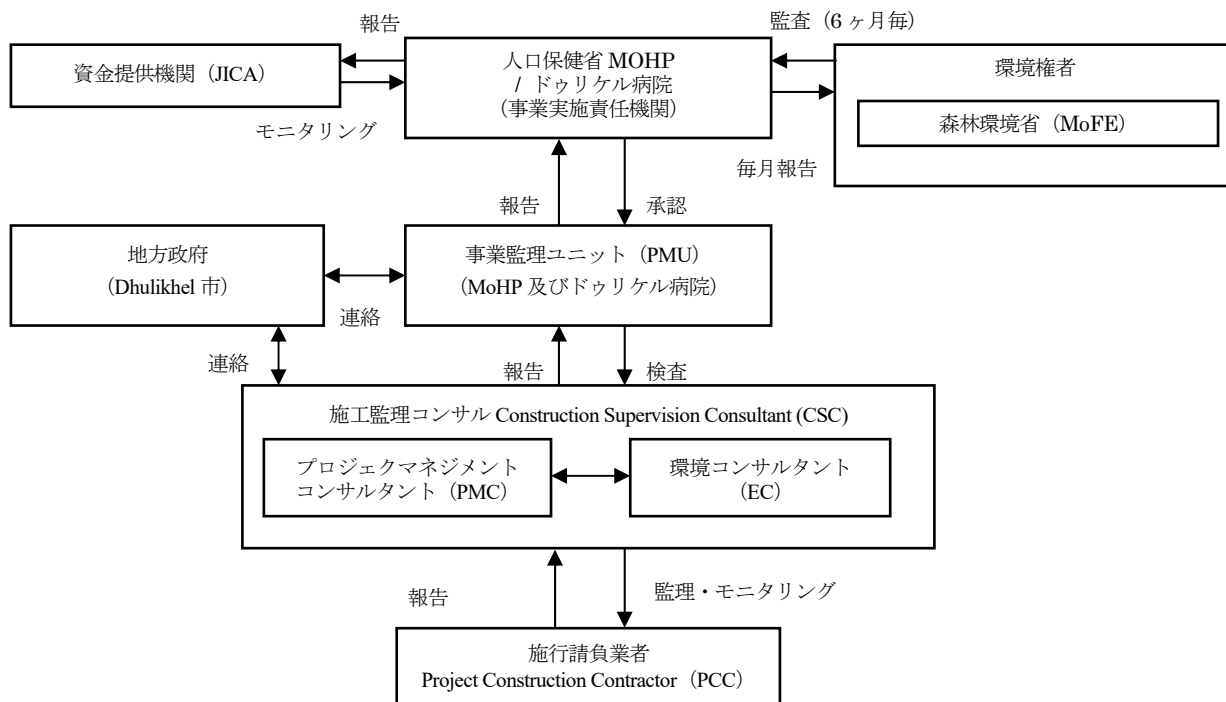 報告
監査（6 ヶ月毎）
資金提供機関（JICA）
人口保健省 MOHP
/ ドゥリケル病院
（事業実施責任機関）
環境権者
森林環境省（MoFE）
モニタリング
毎月報告
報告
承認
地方政府
（Dhulikhel 市）
事業監理ユニット（PMU）
（MoHP 及びドゥリケル病院）
連絡
連絡
報告
検査
施工監理コンサル Construction Supervision Consultant (CSC)
プロジェクマネジメント
コンサルタント（PMC）
環境コンサルタント
（EC）
報告
監理・モニタリング
施行請負業者
Project Construction Contractor（PCC）